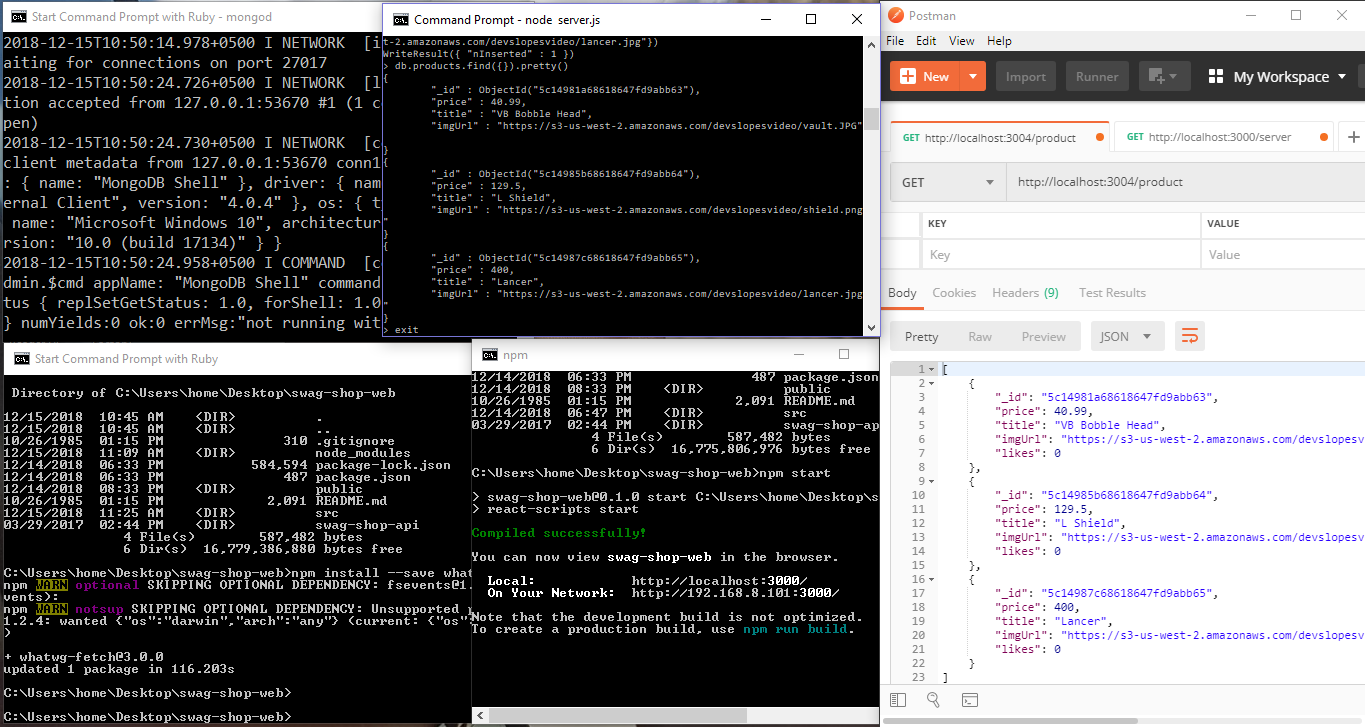 Start Command Prompt with Ruby - mongod
2018-12-15T10:50:14.978+0500 I NETWORK  [i
aiting for connections on port 27017
2018-12-15T10:50:24.726+0500 I NETWORK  [l
tion accepted from 127.0.0.1:53670 #1 (1 c
pen)
2018-12-15T10:50:24.730+0500 I NETWORK  [c
client metadata from 127.0.0.1:53670 conn1
: { name: "MongoDB Shell" }, driver: { nam
ernal Client", version: "4.0.4" }, os: { t
name: "Microsoft Windows 10", architectur
rsion: "10.0 (build 17134)" } }
2018-12-15T10:50:24.958+0500 I COMMAND  [c
dmin.$cmd appName: "MongoDB Shell" command
tus { replSetGetStatus: 1.0, forShell: 1.0
} numYields:0 ok:0 errMsg:"not running wit
Command Prompt - node  server.js
t-2.amazonaws.com/devslopesvideo/lancer.jpg"})
WriteResult({ "nInserted" : 1 })
> db.products.find({}).pretty()
{
"_id" : ObjectId("5c14981a68618647fd9abb63"),
"price" : 40.99,
"title" : "VB Bobble Head",
"imgUrl" : "https://s3-us-west-2.amazonaws.com/devslopesvideo/vault.JPG"
}
{
"_id" : ObjectId("5c14985b68618647fd9abb64"),
"price" : 129.5,
"title" : "L Shield",
"imgUrl" : "https://s3-us-west-2.amazonaws.com/devslopesvideo/shield.png
"
}
{
"_id" : ObjectId("5c14987c68618647fd9abb65"),
"price" : 400,
"title" : "Lancer",
"imgUrl" : "https://s3-us-west-2.amazonaws.com/devslopesvideo/lancer.jpg
"
}
> exit
Start Command Prompt with Ruby
Directory of C:\Users\home\Desktop\swag-shop-web
12/15/2018  10:45 AM    <DIR>          .
12/15/2018  10:45 AM    <DIR>          ..
10/26/1985  01:15 PM               310 .gitignore
12/15/2018  11:09 AM    <DIR>          node_modules
12/14/2018  06:33 PM           584,594 package-lock.json
12/14/2018  06:33 PM               487 package.json
12/14/2018  08:33 PM    <DIR>          public
10/26/1985  01:15 PM             2,091 README.md
12/15/2018  11:25 AM    <DIR>          src
03/29/2017  02:44 PM    <DIR>          swag-shop-api
4 File(s)        587,482 bytes
6 Dir(s)  16,779,386,880 bytes free
C:\Users\home\Desktop\swag-shop-web>npm install --save what
npm WARN optional SKIPPING OPTIONAL DEPENDENCY: fsevents@1.
vents):
npm WARN notsup SKIPPING OPTIONAL DEPENDENCY: Unsupported
1.2.4: wanted {"os":"darwin","arch":"any"} (current: {"os"
)
+ whatwg-fetch@3.0.0
updated 1 package in 116.203s
C:\Users\home\Desktop\swag-shop-web>
C:\Users\home\Desktop\swag-shop-web>
npm
12/14/2018  06:33 PM               487 package.json
12/14/2018  08:33 PM    <DIR>          public
10/26/1985  01:15 PM             2,091 README.md
12/14/2018  06:47 PM    <DIR>          src
03/29/2017  02:44 PM    <DIR>          swag-shop-ap
4 File(s)        587,482 bytes
6 Dir(s)  16,775,806,976 bytes free
C:\Users\home\Desktop\swag-shop-web>npm start
> swag-shop-web@0.1.0 start C:\Users\home\Desktop\s
> react-scripts start
Compiled successfully!
You can now view swag-shop-web in the browser.
Local:            http://localhost:3000/
On Your Network:  http://192.168.8.101:3000/
Note that the development build is not optimized.
To create a production build, use npm run build.
Postman
File Edit View Help
New Import Runner My Workspace
GET http://localhost:3004/product GET http://localhost:3000/server
GET http://localhost:3004/product
KEY VALUE
Key Value
Body Cookies Headers (9) Test Results
Pretty Raw Preview JSON
1 [
2 {
3 "_id": "5c14981a68618647fd9abb63",
4 "price": 40.99,
5 "title": "VB Bobble Head",
6 "imgUrl": "https://s3-us-west-2.amazonaws.com/devslopesv
7 "likes": 0
8 },
9 {
10 "_id": "5c14985b68618647fd9abb64",
11 "price": 129.5,
12 "title": "L Shield",
13 "imgUrl": "https://s3-us-west-2.amazonaws.com/devslopesv
14 "likes": 0
15 },
16 {
17 "_id": "5c14987c68618647fd9abb65",
18 "price": 400,
19 "title": "Lancer",
20 "imgUrl": "https://s3-us-west-2.amazonaws.com/devslopesv
21 "likes": 0
22 }
23 ]